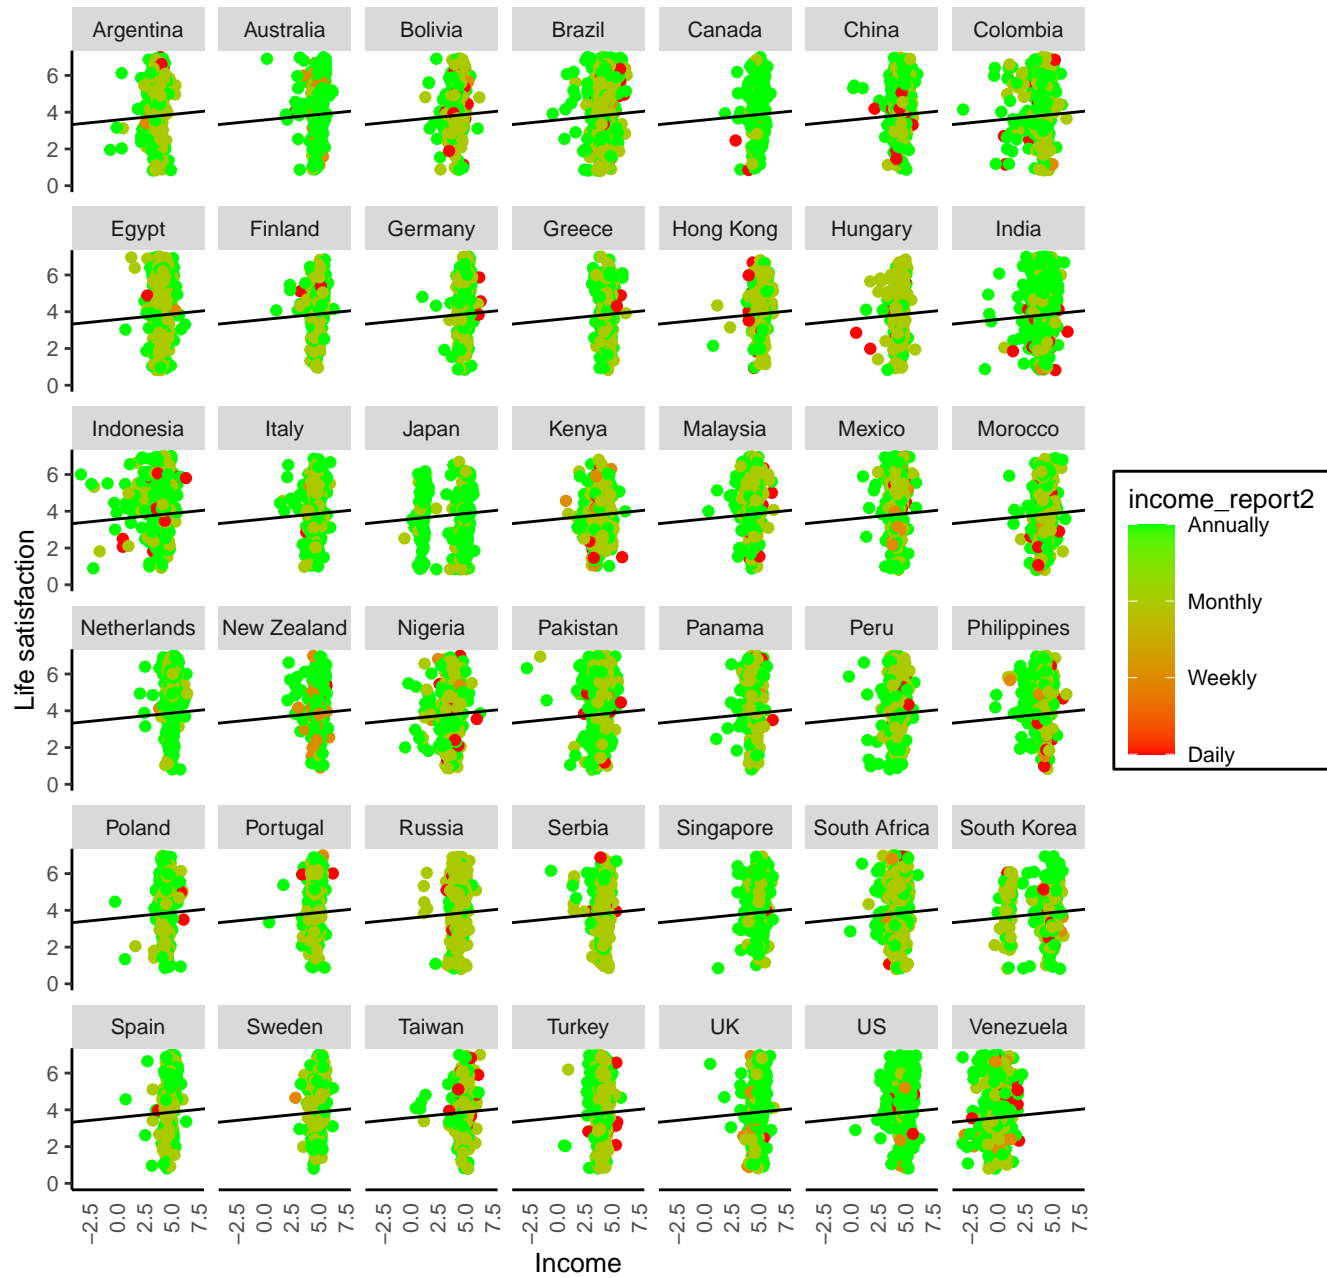 Argentina Australia Bolivia Brazil Canada China Colombia
6
4
2
0
Egypt Finland Germany Greece Hong Kong Hungary India
6
4
2
0
Indonesia Italy Japan Kenya Malaysia Mexico Morocco
6
4
2
0
Netherlands New Zealand Nigeria Pakistan Panama Peru Philippines
6
4
2
0
Poland Portugal Russia Serbia Singapore South Africa South Korea
6
4
2
0
Spain Sweden Taiwan Turkey UK US Venezuela
6
4
2
0
−2.5 0.0 2.5 5.0 7.5 −2.5 0.0 2.5 5.0 7.5 −2.5 0.0 2.5 5.0 7.5 −2.5 0.0 2.5 5.0 7.5 −2.5 0.0 2.5 5.0 7.5 −2.5 0.0 2.5 5.0 7.5 −2.5 0.0 2.5 5.0 7.5
Income
Life satisfaction
income_report2
Annually
Monthly
Weekly
Daily